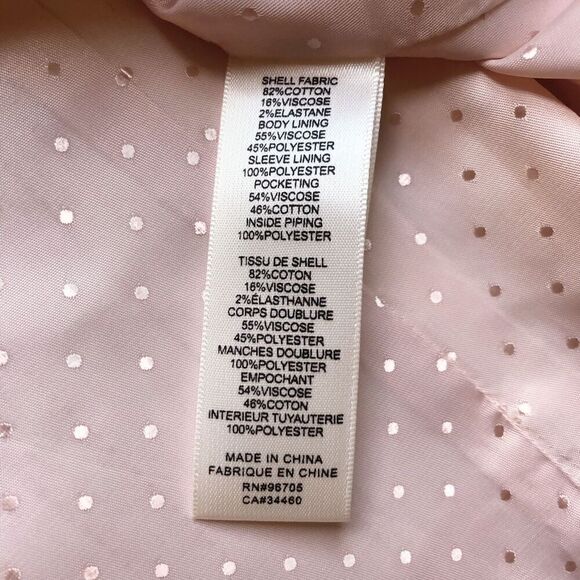 SHELL FABRIC
82%COTTON
16%VISCOSE
2%ELASTANE
BODY LINING
55%VISCOSE
45%POLYESTER
SLEEVE LINING
100%POLYESTER
POCKETING
54%VISCOSE
46%COTTON
INSIDE PIPING
100%POLYESTER
TISSU DE SHELL
82%COTON
16%VISCOSE
2%ÉLASTHANNE
CORPS DOUBLURE
55%VISCOSE
45%POLYESTER
MANCHES DOUBLURE
100%POLYESTER
EMPOCHANT
54%VISCOSE
46%COTON
INTERIEUR TUYAUTERIE
100%POLYESTER
MADE IN CHINA
FABRIQUE EN CHINE
RN#96705
CA#34460